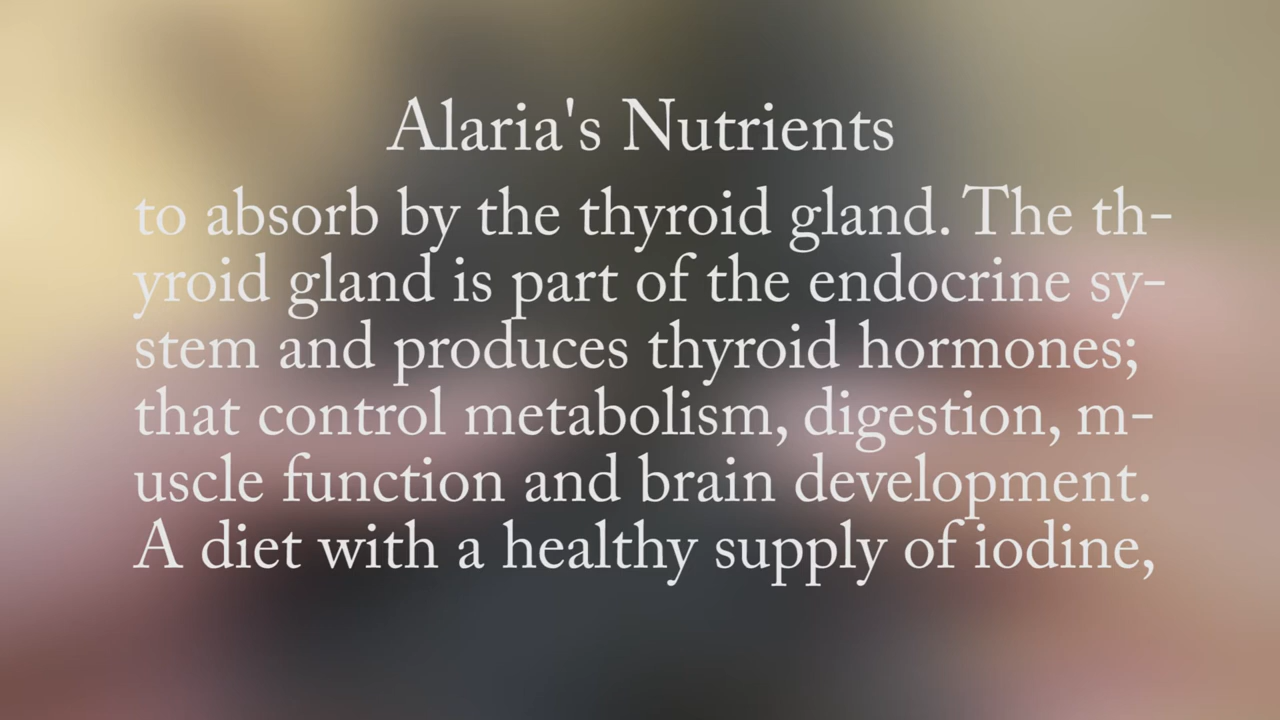 Alaria's Nutrients
to absorb by the thyroid gland. The th-
yroid gland is part of the endocrine sy-
stem and produces thyroid hormones;
that control metabolism, digestion, m-
uscle function and brain development.
A diet with a healthy supply of iodine,